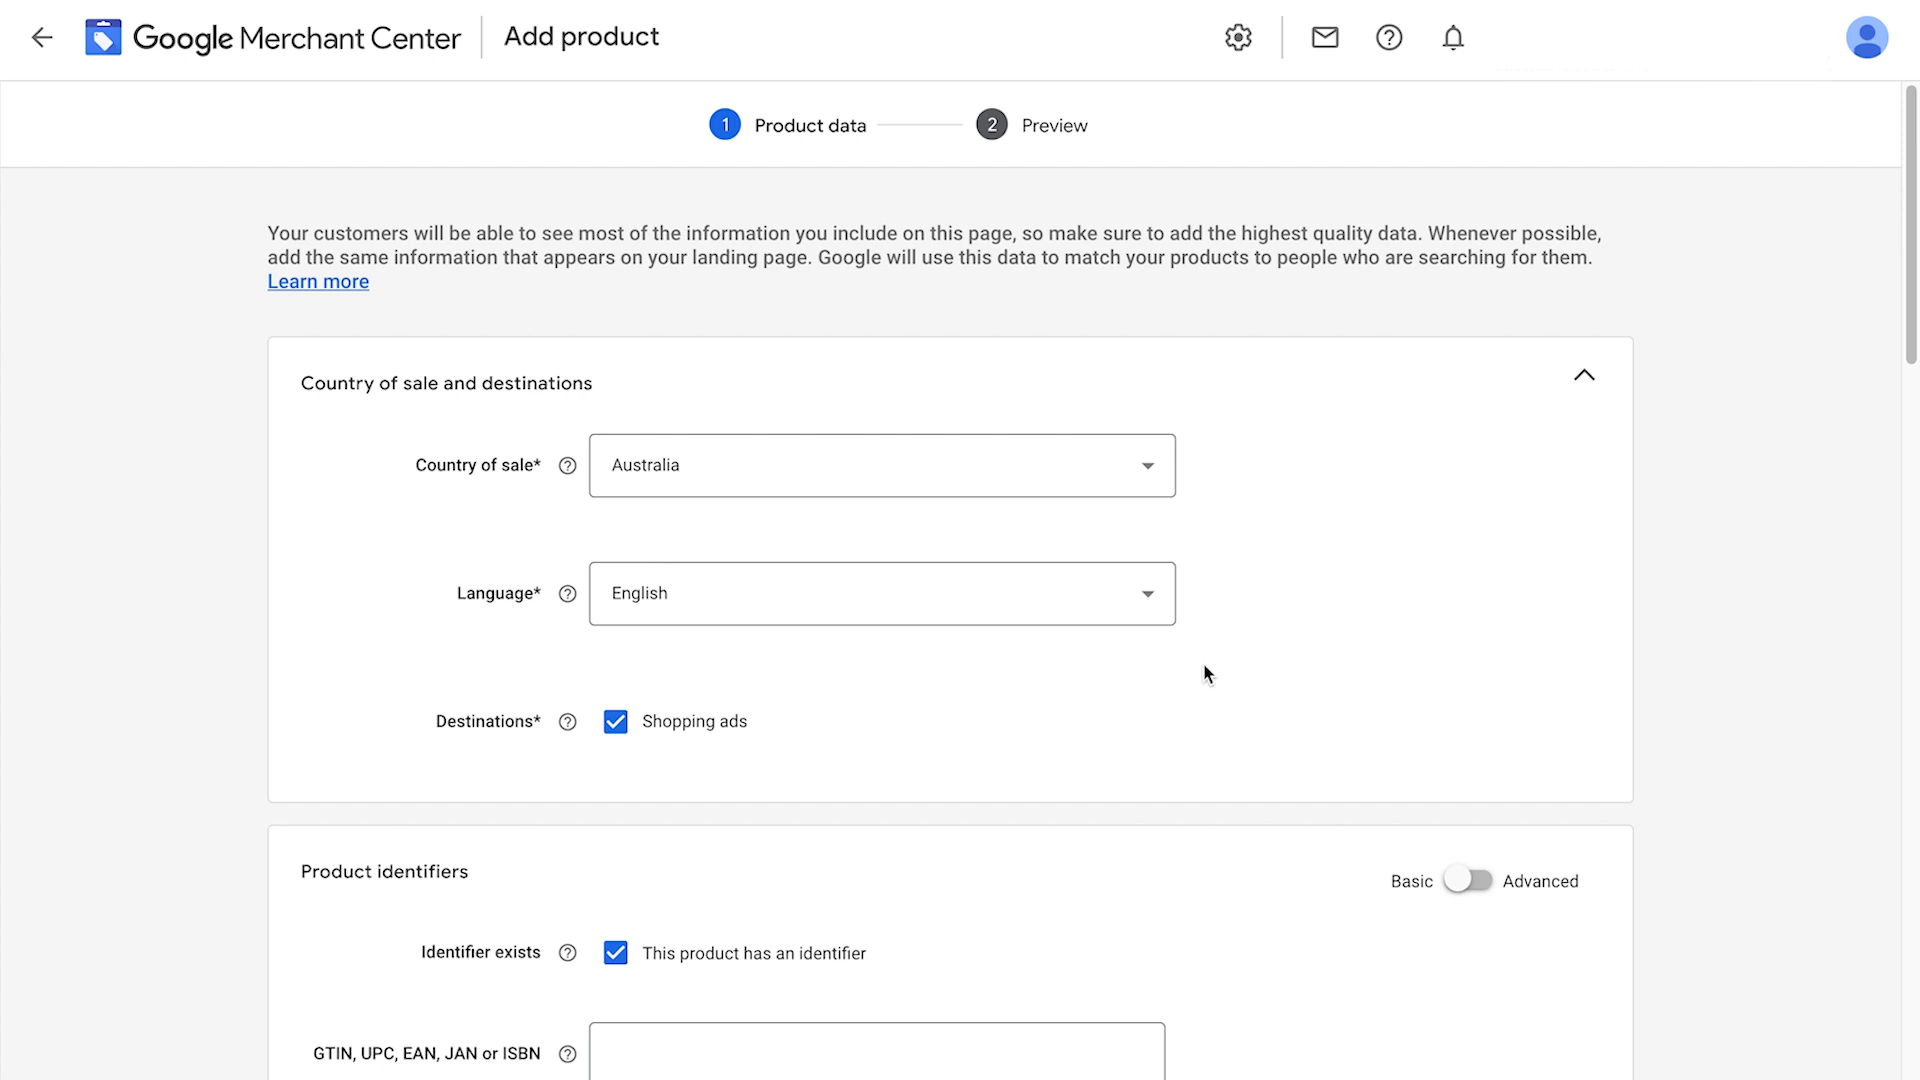 Google Merchant Center
Add product
1 Product data
2 Preview
Your customers will be able to see most of the information you include on this page, so make sure to add the highest quality data. Whenever possible,
add the same information that appears on your landing page. Google will use this data to match your products to people who are searching for them.
Learn more
Country of sale and destinations
Country of sale* Australia
Language* English
Destinations* Shopping ads
Product identifiers
Basic Advanced
Identifier exists This product has an identifier
GTIN, UPC, EAN, JAN or ISBN